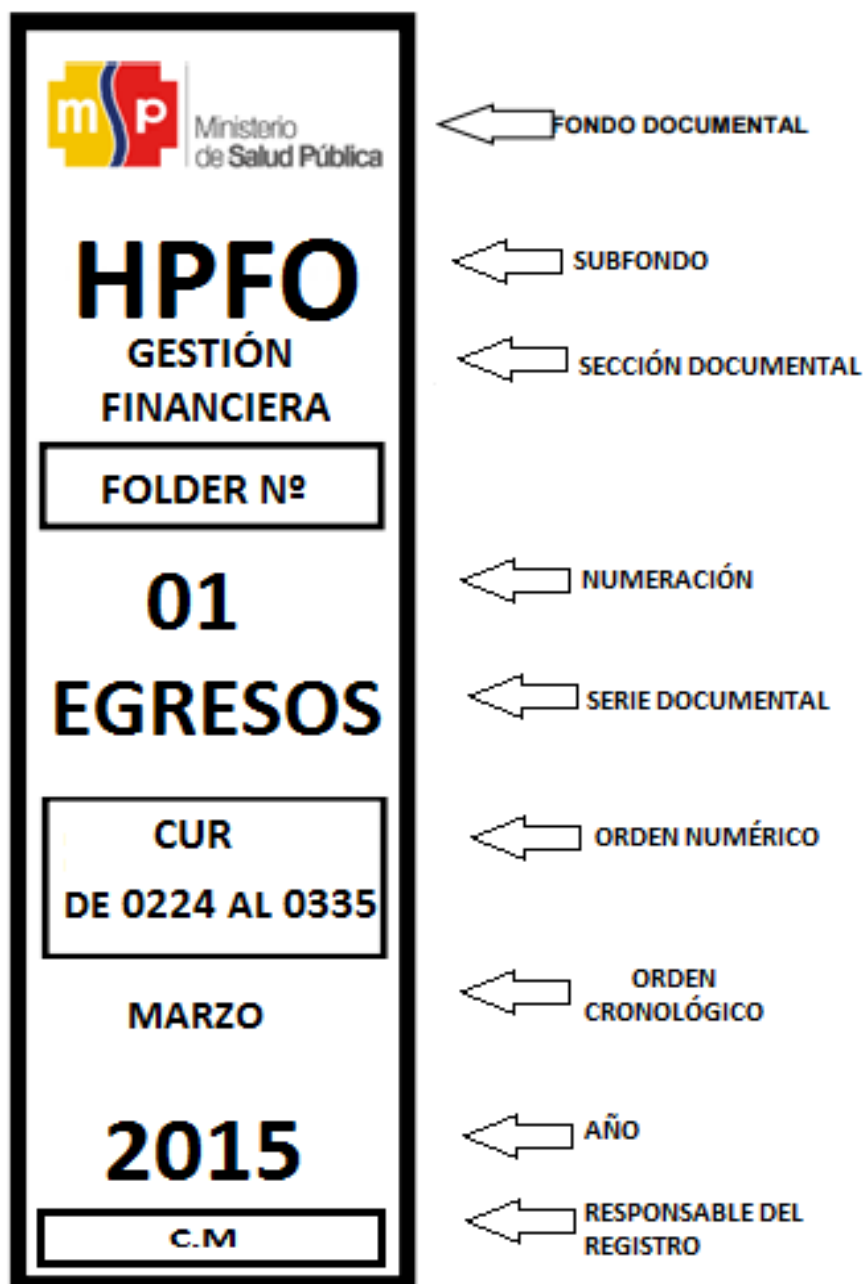 msp Ministerio
de Salud Pública
FONDO DOCUMENTAL
HPFO
SUBFONDO
GESTIÓN
FINANCIERA
SECCIÓN DOCUMENTAL
FOLDER Nº
01
NUMERACIÓN
EGRESOS
SERIE DOCUMENTAL
CUR
DE 0224 AL 0335
ORDEN NUMÉRICO
MARZO
ORDEN
CRONOLÓGICO
2015
AÑO
C.M
RESPONSABLE DEL
REGISTRO